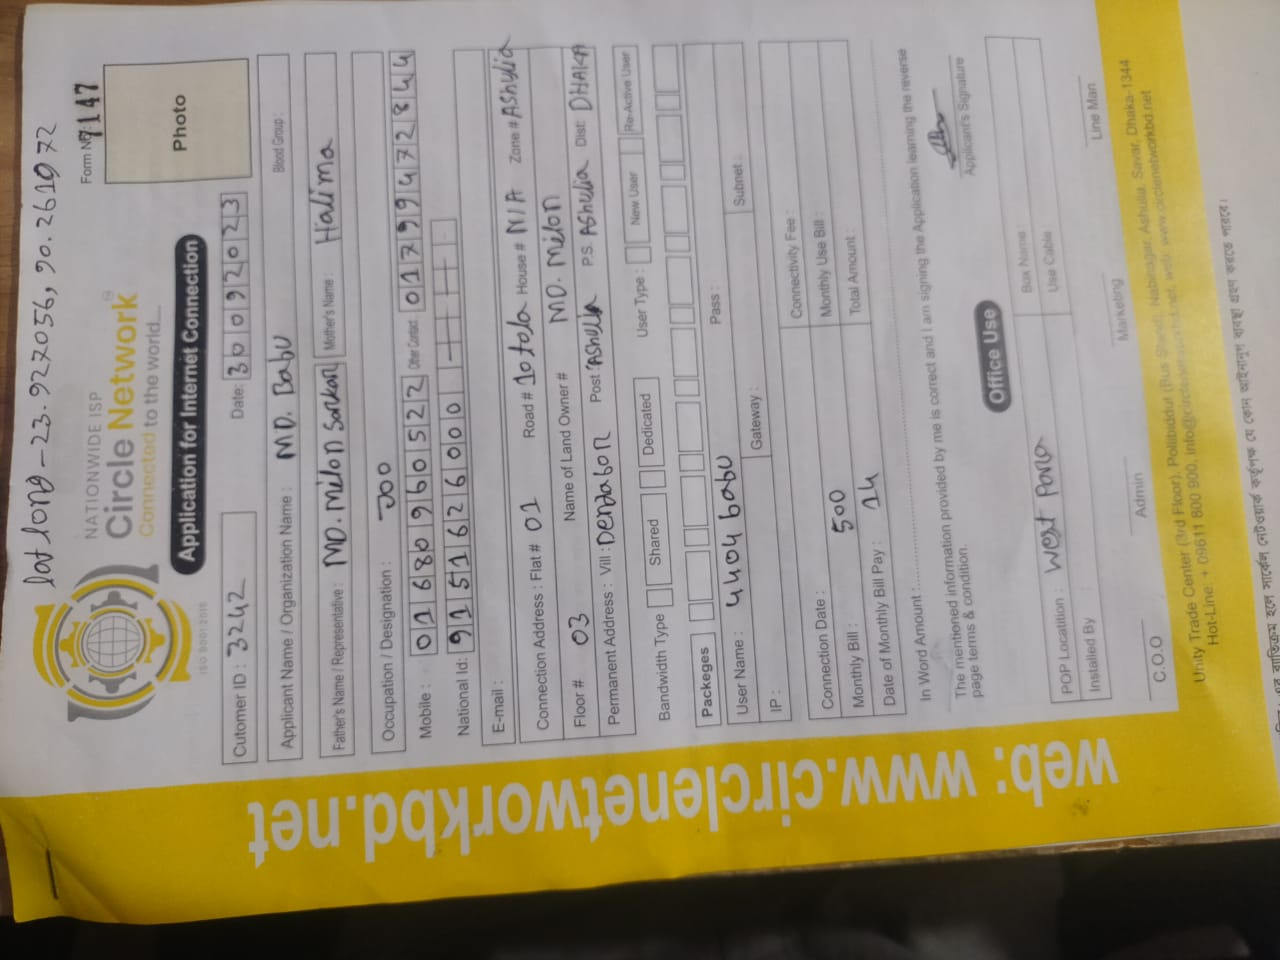 lat long - 23.927056, 90.261972
NATIONWIDE ISP
Circle Network
Connected to the world...
ISO 9001:2015
Form No: 7147
Photo
Application for Internet Connection
Cutomer ID : 3242 Date: 30092023
Applicant Name / Organization Name : MD. Babu Blood Group :
Father's Name / Representative : MD. Milon Sarkar Mother's Name : Halima
Occupation / Designation :
Mobile : 01680960522 Other Contact 01799472844
National Id: 9151626000
E-mail :
Connection Address : Flat # 01 Road # 10 tola House # N/A Zone # Ashulia
Floor # 03 Name of Land Owner # MD. Milon
Permanent Address : Vill : Dendabor Post : Ashulia P.S. Ashulia Dist: DHAKA
Bandwidth Type Shared Dedicated User Type : New User Re-Active User
Packeges
User Name : 4404 babu Pass :
IP : Gateway : Subnet :
Connection Date : Connectivity Fee :
Monthly Bill : 500 Monthly Use Bill :
Date of Monthly Bill Pay : 14 Total Amount :
In Word Amount :
The mentioned information provided by me is correct and I am signing the Application learning the reverse
page terms & condition.
Applicant's Signature
Office Use
POP Locatition : West Para Box Name :
Installed By Use Cable :
C.O.O Admin Marketing Line Man
Unity Trade Center (3rd Floor), Pollibiddut (Bus Stand), Nabinagar, Ashulia, Savar, Dhaka-1344
Hot-Line: + 09611 800 900, info@circlenetworkbd.net, web: www.circlenetworkbd.net
web: www.circlenetworkbd.net
সার্কেল নেটওয়ার্ক কর্তৃপক্ষ যে কোন আইনানুগ ব্যবস্থা গ্রহণ করতে পারবে।